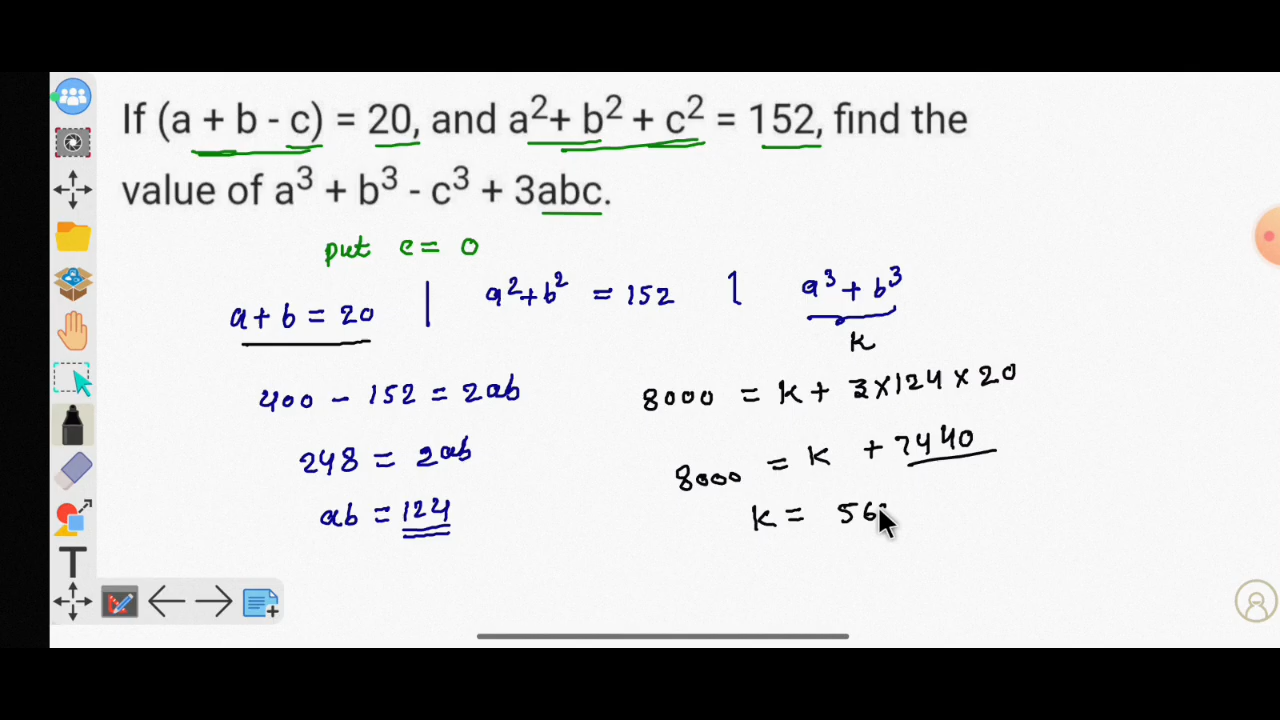 If (a + b - c) = 20, and a² + b² + c² = 152, find the
value of a³ + b³ - c³ + 3abc.
put c = 0
a + b = 20 | a² + b² = 152 | a³ + b³
k
400 - 152 = 2ab
248 = 2ab
ab = 124
8000 = k + 3×124×20
8000 = k + 7440
k = 56
T